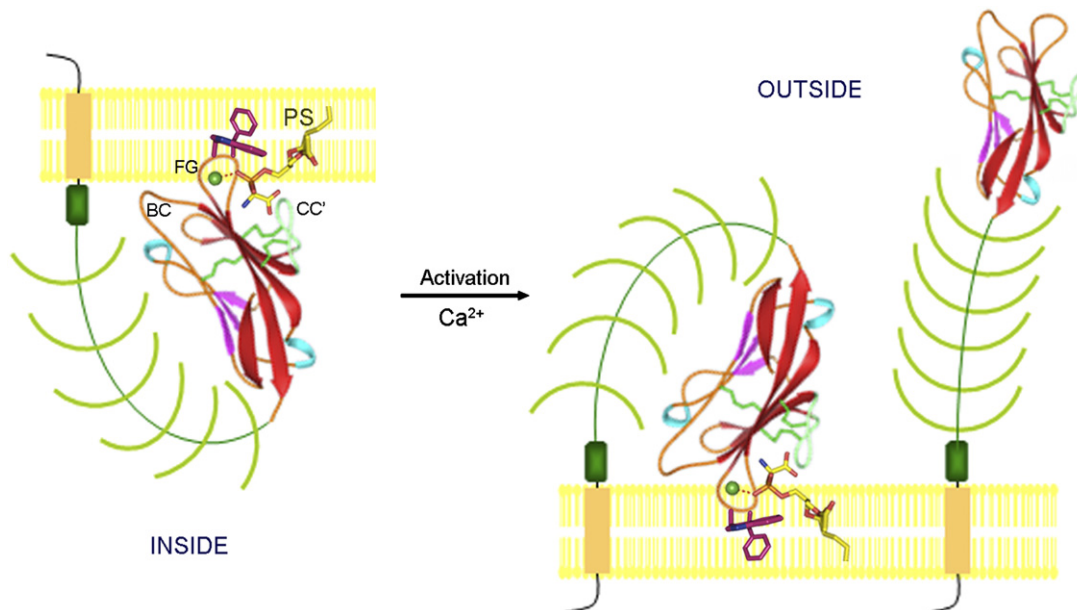 OUTSIDE
PS
FG
BC
CC'
Activation
Ca²⁺
INSIDE